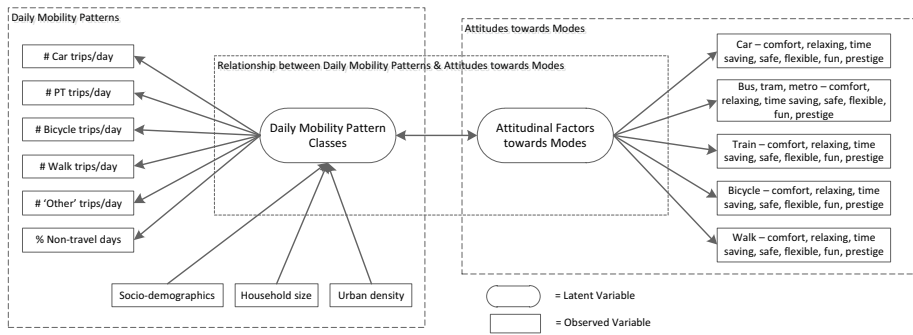 Daily Mobility Patterns
# Car trips/day
# PT trips/day
# Bicycle trips/day
# Walk trips/day
# 'Other' trips/day
% Non-travel days
Relationship between Daily Mobility Patterns & Attitudes towards Modes
Daily Mobility Pattern
Classes
Attitudinal Factors
towards Modes
Socio-demographics
Household size
Urban density
Attitudes towards Modes
Car – comfort, relaxing, time
saving, safe, flexible, fun, prestige
Bus, tram, metro – comfort,
relaxing, time saving, safe, flexible,
fun, prestige
Train – comfort, relaxing, time
saving, safe, flexible, fun, prestige
Bicycle – comfort, relaxing, time
saving, safe, flexible, fun, prestige
Walk – comfort, relaxing, time
saving, safe, flexible, fun, prestige
= Latent Variable
= Observed Variable